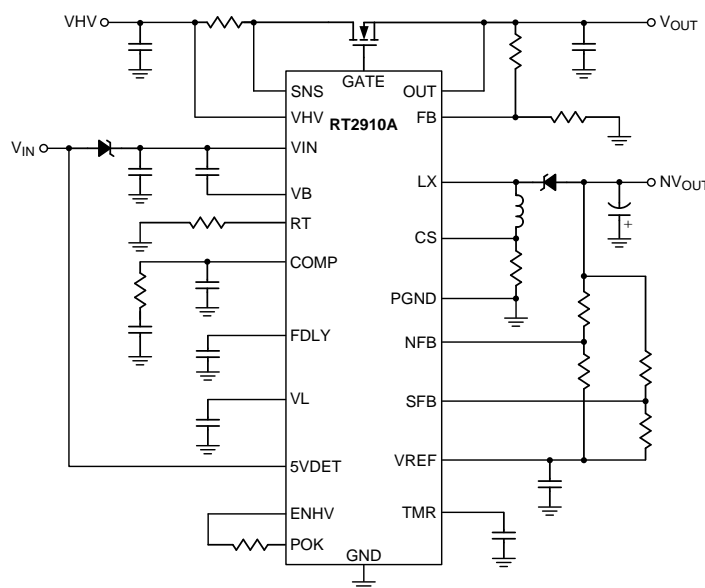 VHV
VOUT
GATE
SNS
OUT
VHV
FB
RT2910A
VIN
VIN
VB
LX
NVOUT
RT
CS
+
COMP
PGND
FDLY
NFB
VL
SFB
5VDET
VREF
ENHV
TMR
POK
GND